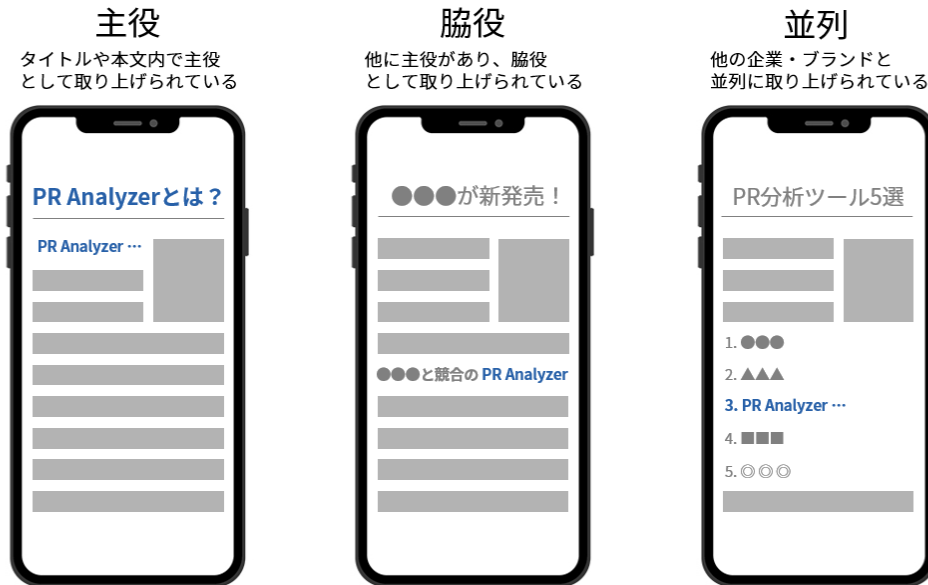 主役
タイトルや本文内で主役
として取り上げられている
PR Analyzerとは？
PR Analyzer …
脇役
他に主役があり、脇役
として取り上げられている
●●●が新発売！
●●●と競合の PR Analyzer
並列
他の企業・ブランドと
並列に取り上げられている
PR分析ツール5選
1. ●●●
2. ▲▲▲
3. PR Analyzer …
4. ■■■
5. ◎◎◎